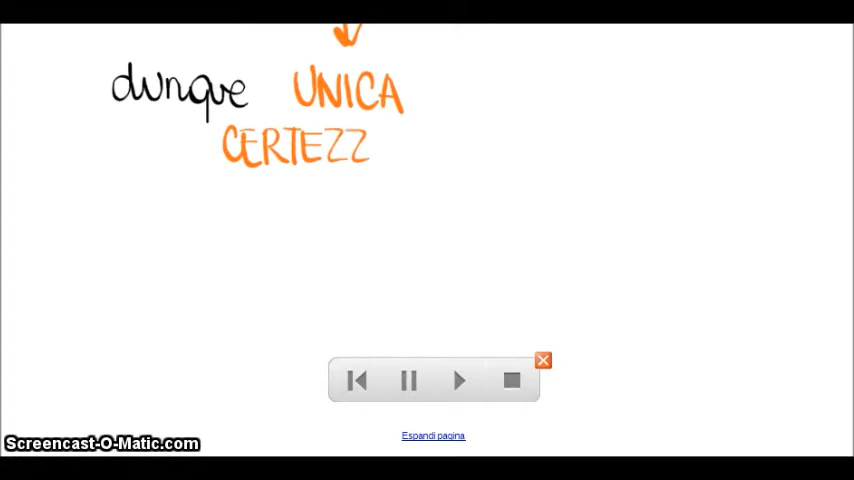 dunque UNICA
CERTEZZ
Espandi pagina
Screencast-O-Matic.com